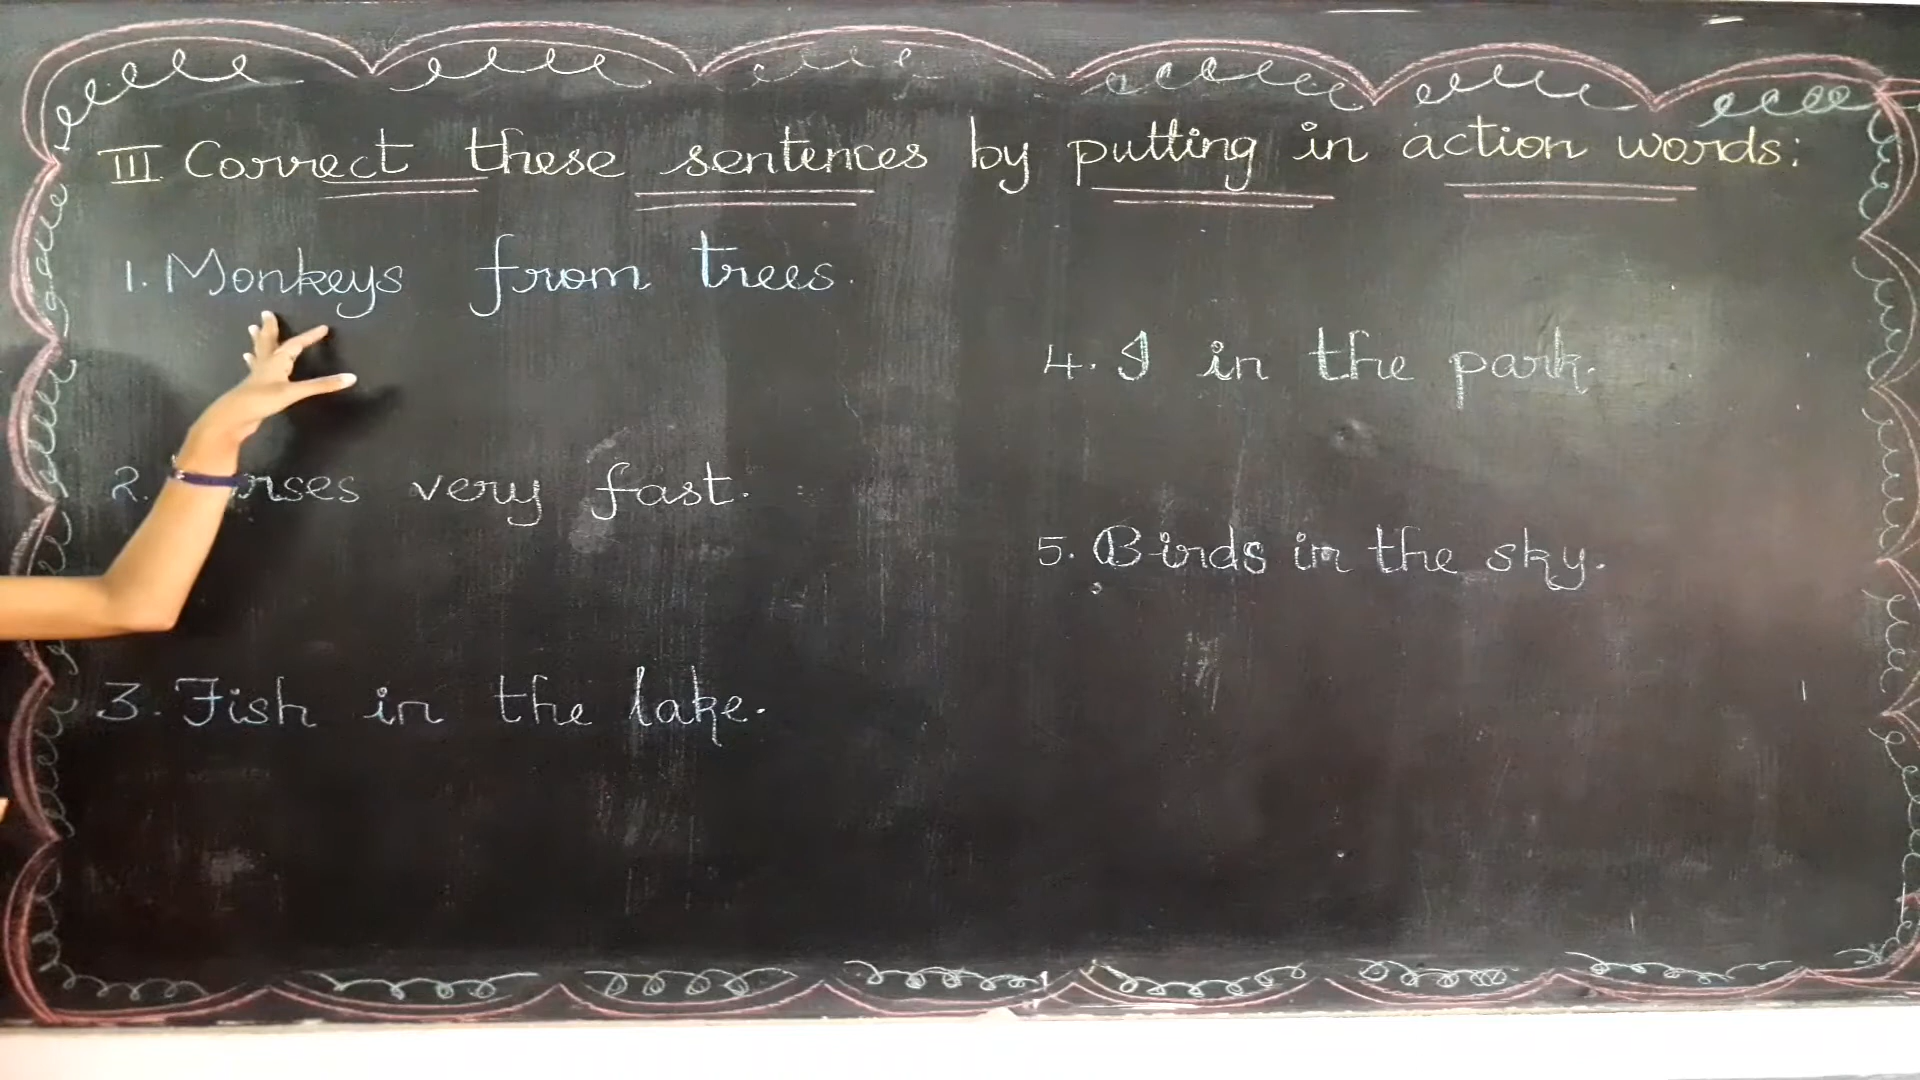 III Correct these sentences by putting in action words:
1. Monkeys from trees.
2. rses very fast.
3. Fish in the lake.
4. I in the park.
5. Birds in the sky.